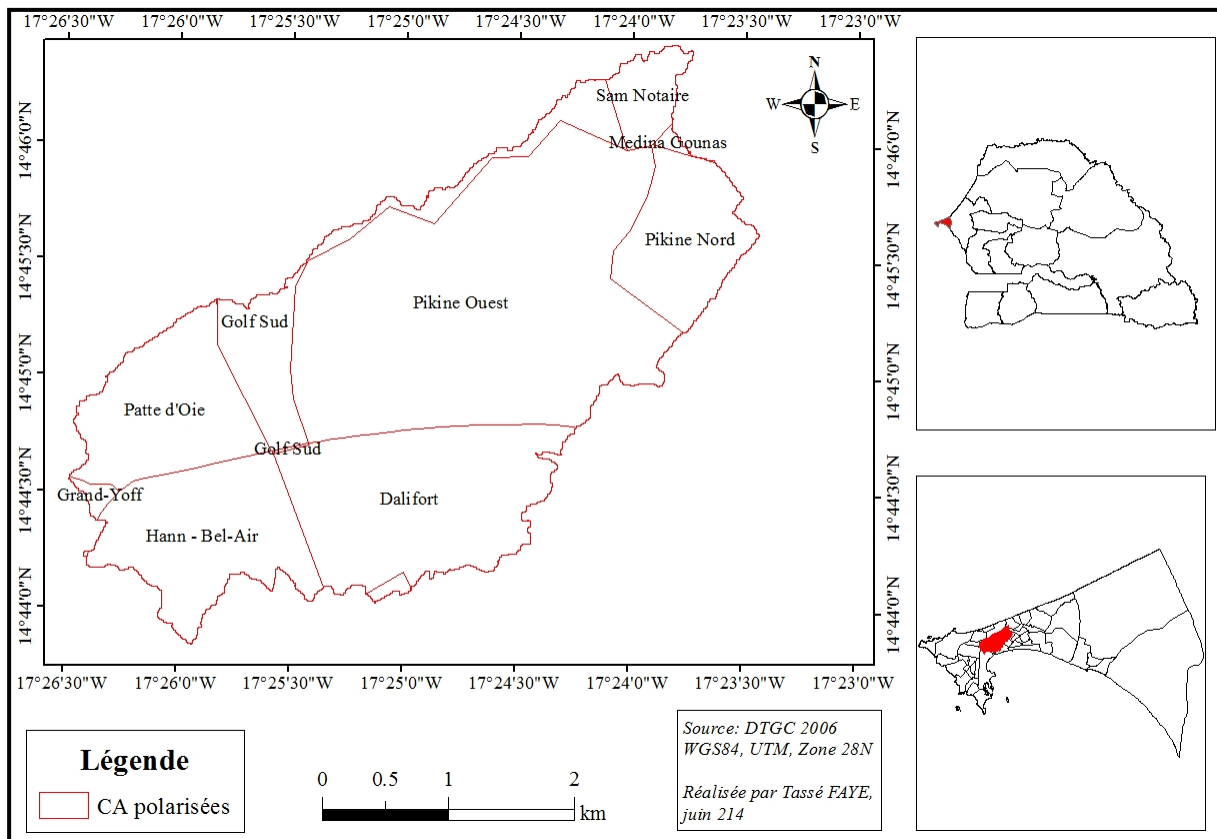 17°26'30"W 17°26'0"W 17°25'30"W 17°25'0"W 17°24'30"W 17°24'0"W 17°23'30"W 17°23'0"W
14°46'0"N
14°45'30"N
14°45'0"N
14°44'30"N
14°44'0"N
N
W E
S
Sam Notaire
Medina Gounas
Pikine Nord
Pikine Ouest
Golf Sud
Patte d'Oie
Golf Sud
Grand-Yoff
Dalifort
Hann - Bel-Air
14°46'0"N
14°45'30"N
14°45'0"N
14°44'30"N
14°44'0"N
17°26'30"W 17°26'0"W 17°25'30"W 17°25'0"W 17°24'30"W 17°24'0"W 17°23'30"W 17°23'0"W
Légende
CA polarisées
0 0.5 1 2
km
Source: DTGC 2006
WGS84, UTM, Zone 28N
Réalisée par Tassé FAYE,
juin 214